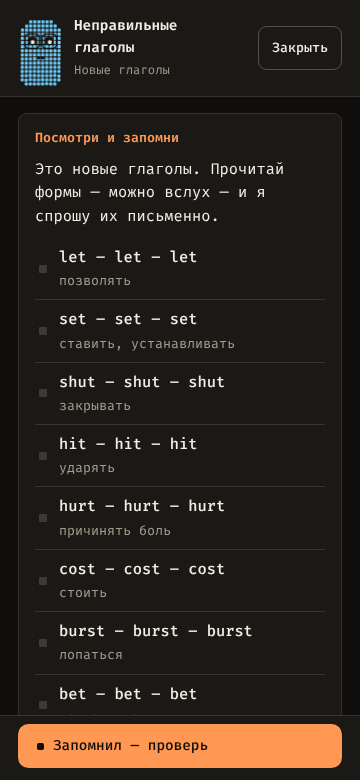 Неправильные
глаголы
Новые глаголы
Закрыть
Посмотри и запомни
Это новые глаголы. Прочитай
формы — можно вслух — и я
спрошу их письменно.
let — let — let
позволять
set — set — set
ставить, устанавливать
shut — shut — shut
закрывать
hit — hit — hit
ударять
hurt — hurt — hurt
причинять боль
cost — cost — cost
стоить
burst — burst — burst
лопаться
bet — bet — bet
Запомнил — проверь